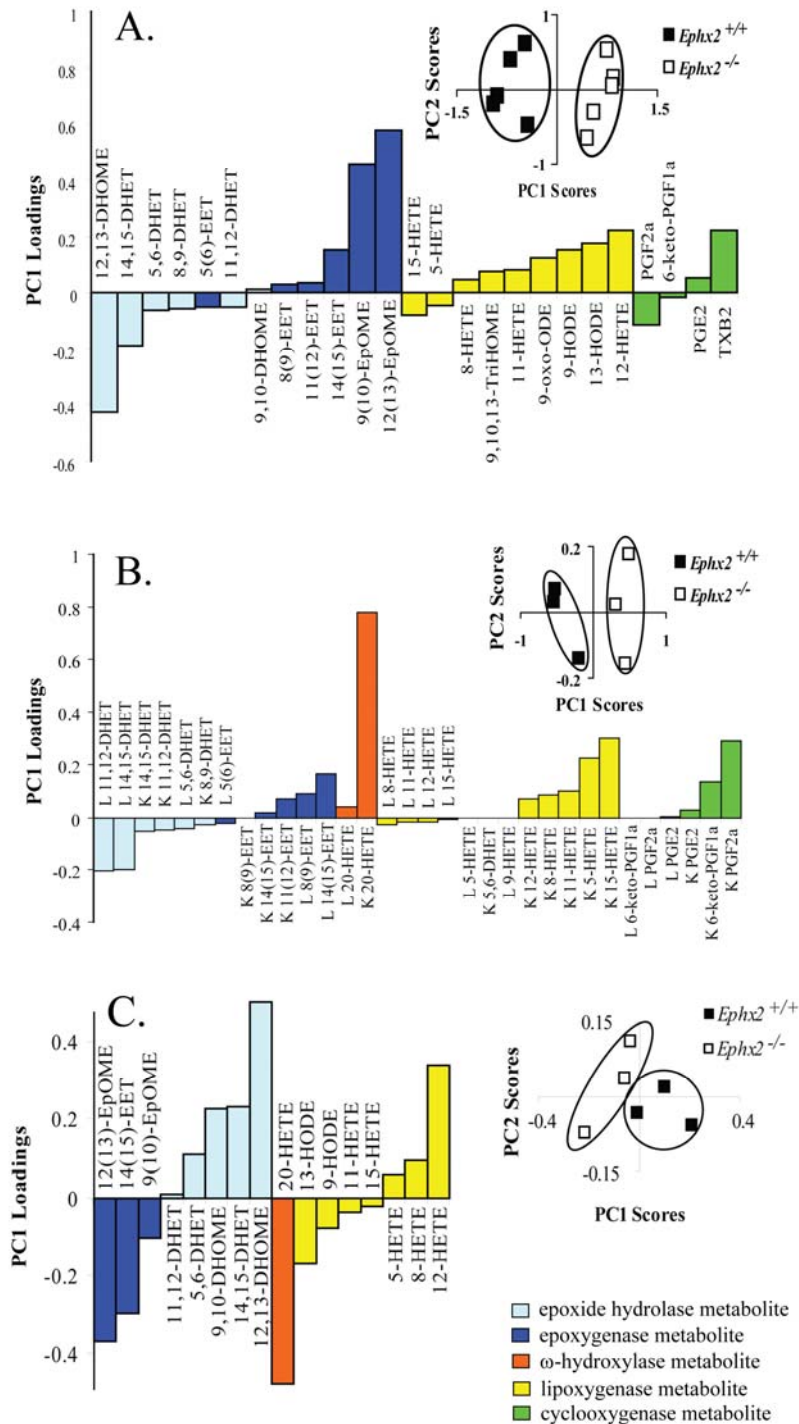 A.
PC1 Loadings
1
0.8
0.6
0.4
0.2
0
-0.2
-0.4
-0.6
12,13-DHOME
14,15-DHET
5,6-DHET
8,9-DHET
5(6)-EET
11,12-DHET
9,10-DHOME
8(9)-EET
11(12)-EET
14(15)-EET
9(10)-EpOME
12(13)-EpOME
15-HETE
5-HETE
8-HETE
9,10,13-TriHOME
11-HETE
9-oxo-ODE
9-HODE
13-HODE
12-HETE
PGF2a
6-keto-PGF1a
PGE2
TXB2
PC2 Scores
1
-1.5
1.5
-1
PC1 Scores
Ephx2 +/+
Ephx2 -/-
B.
PC1 Loadings
1
0.8
0.6
0.4
0.2
0
-0.2
-0.4
L 11,12-DHET
L 14,15-DHET
K 14,15-DHET
K 11,12-DHET
L 5,6-DHET
K 8,9-DHET
L 5(6)-EET
K 8(9)-EET
K 14(15)-EET
K 11(12)-EET
L 8(9)-EET
L 14(15)-EET
L 20-HETE
K 20-HETE
L 8-HETE
L 11-HETE
L 12-HETE
L 15-HETE
L 5-HETE
K 5,6-DHET
L 9-HETE
K 12-HETE
K 8-HETE
K 11-HETE
K 5-HETE
K 15-HETE
L 6-keto-PGF1a
L PGF2a
L PGE2
K PGE2
K 6-keto-PGF1a
K PGF2a
PC2 Scores
0.2
-1
1
-0.2
PC1 Scores
Ephx2 +/+
Ephx2 -/-
C.
PC1 Loadings
0.4
0.2
0
-0.2
-0.4
12(13)-EpOME
14(15)-EET
9(10)-EpOME
11,12-DHET
5,6-DHET
9,10-DHOME
14,15-DHET
12,13-DHOME
20-HETE
13-HODE
9-HODE
11-HETE
15-HETE
5-HETE
8-HETE
12-HETE
PC2 Scores
0.15
-0.4
0.4
-0.15
PC1 Scores
Ephx2 +/+
Ephx2 -/-
epoxide hydrolase metabolite
epoxygenase metabolite
ω-hydroxylase metabolite
lipoxygenase metabolite
cyclooxygenase metabolite